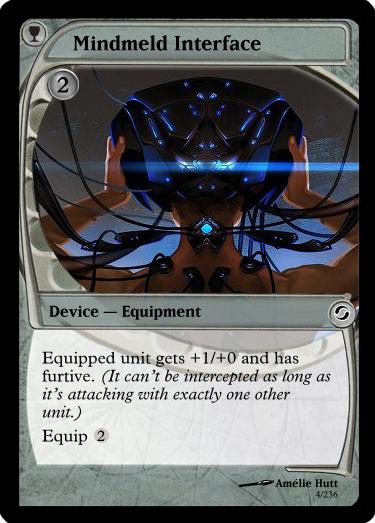 Mindmeld Interface
2
Device — Equipment
Equipped unit gets +1/+0 and has
furtive. (It can't be intercepted as long as
it's attacking with exactly one other
unit.)
Equip 2
Amélie Hutt
4/236